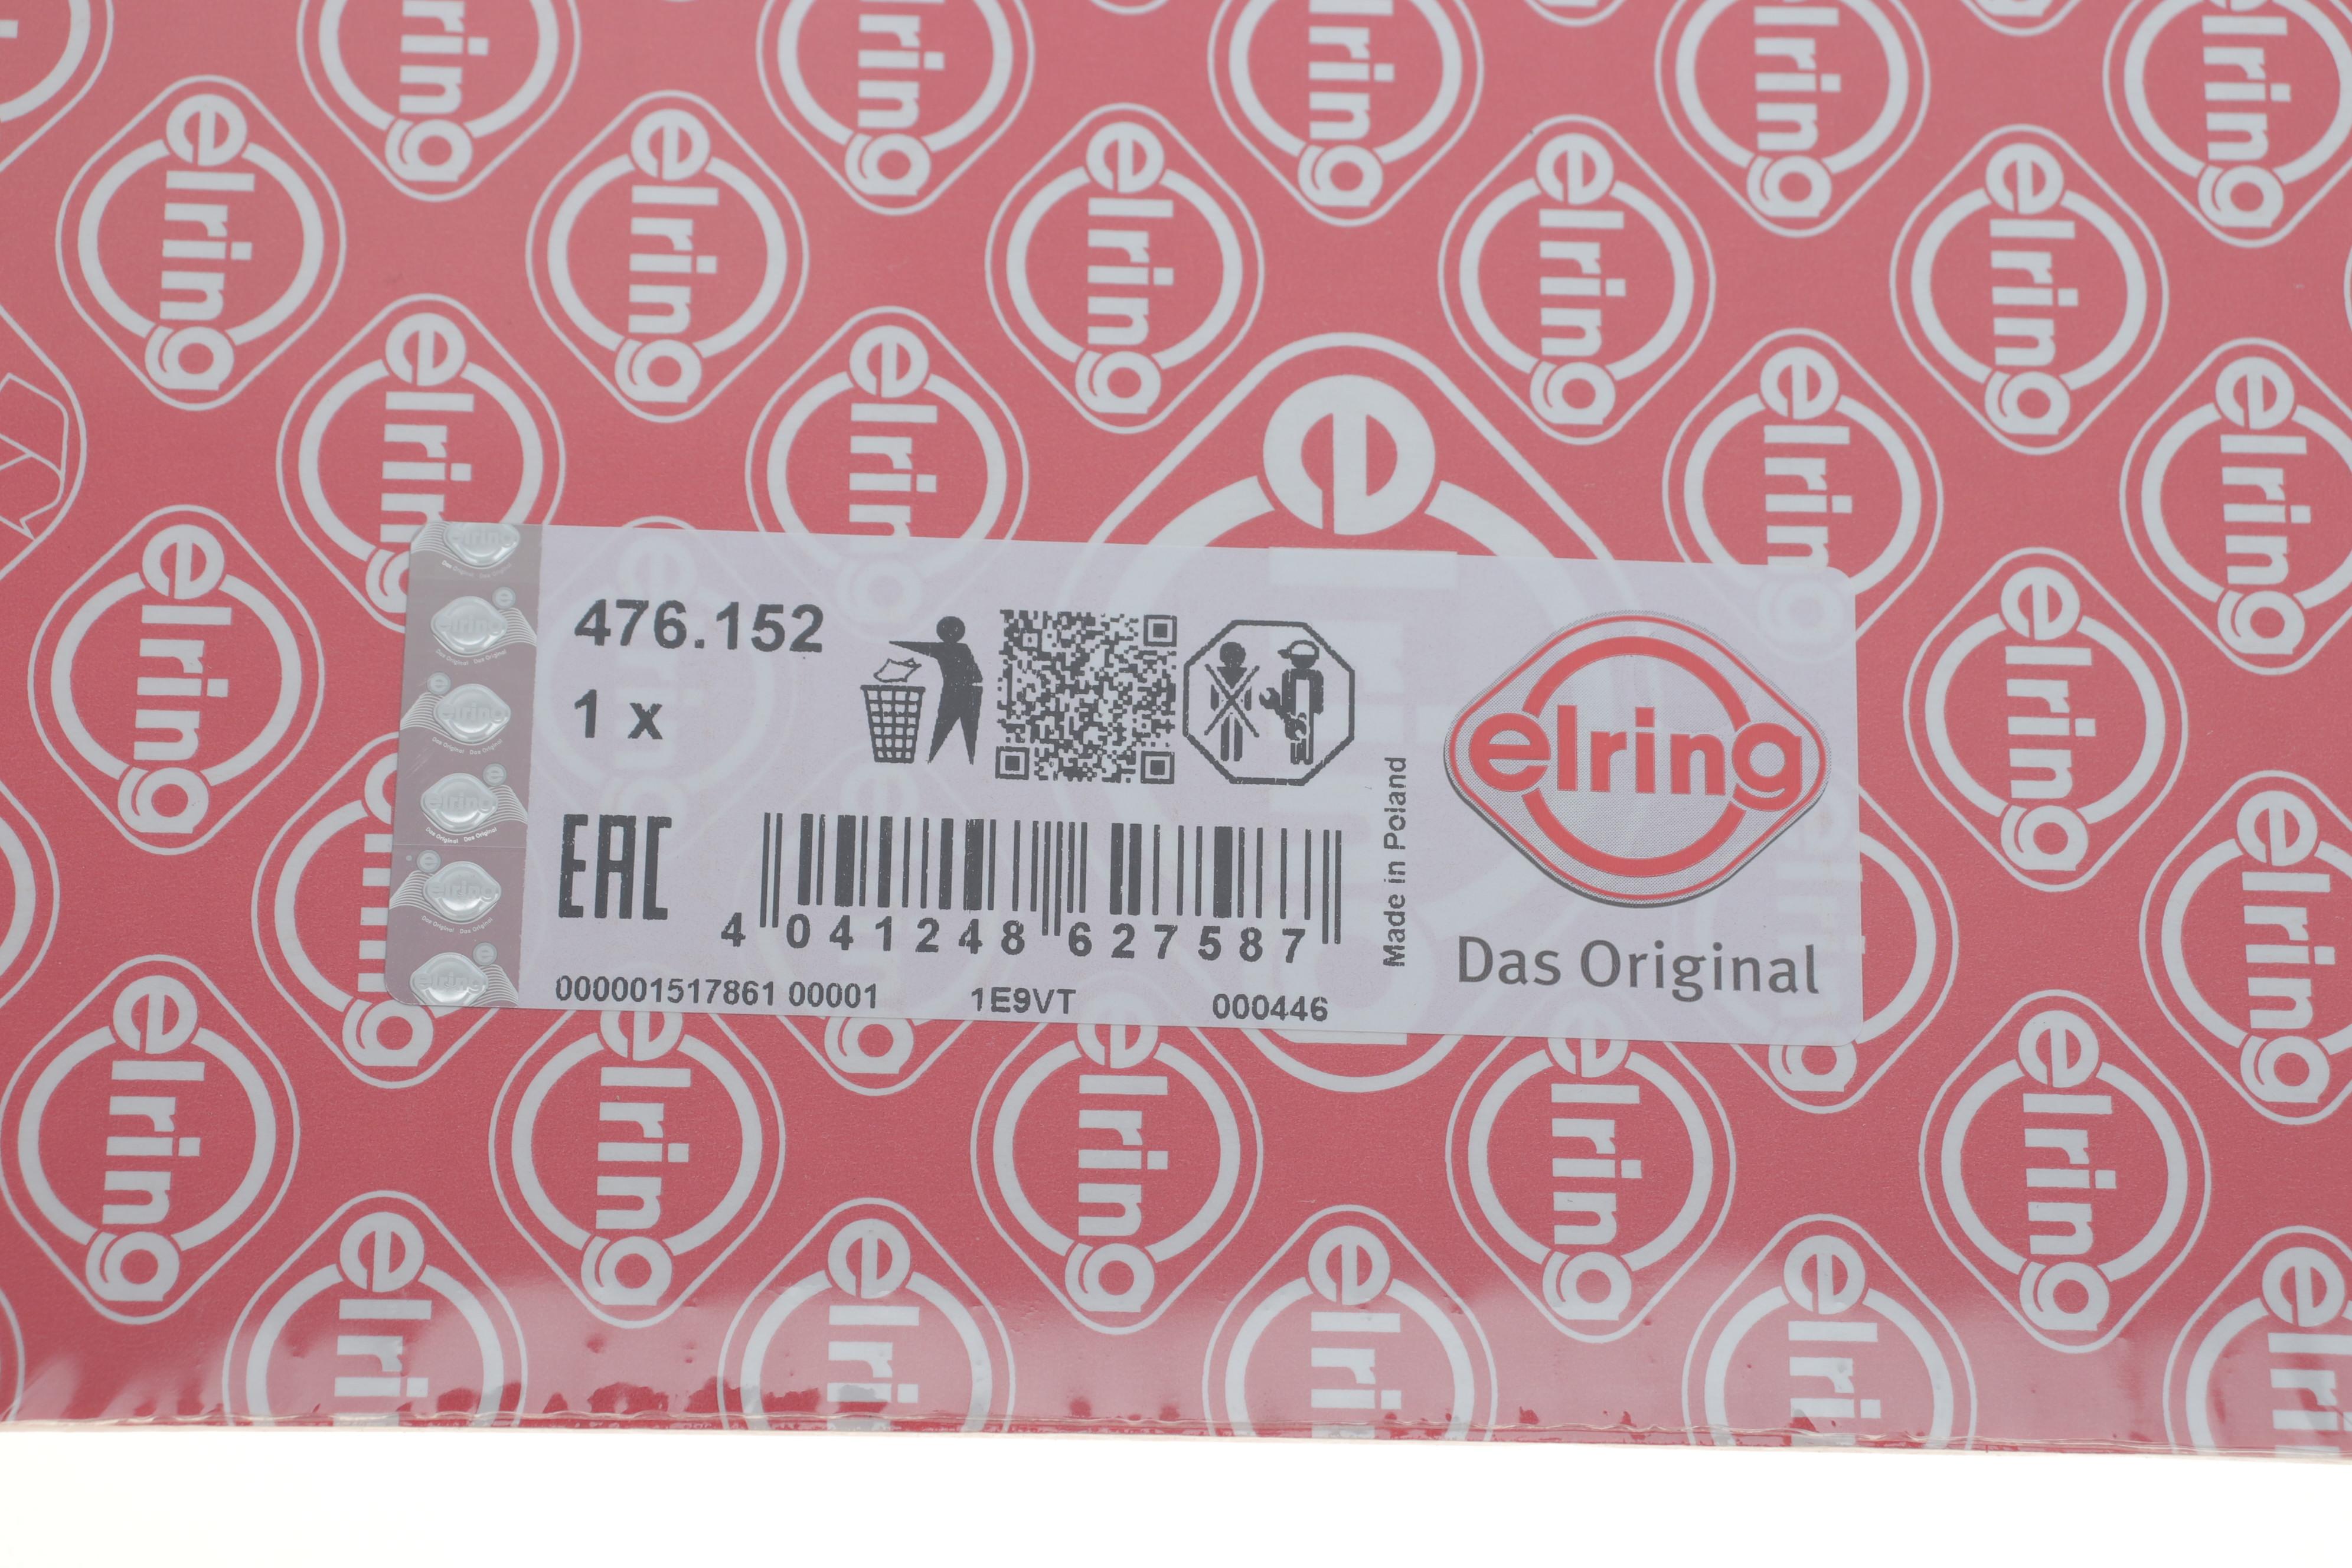 476.152
1 x
EAC
4 041248 627587
000001517861 00001 1E9VT 000446
Made in Poland
elring
Das Original